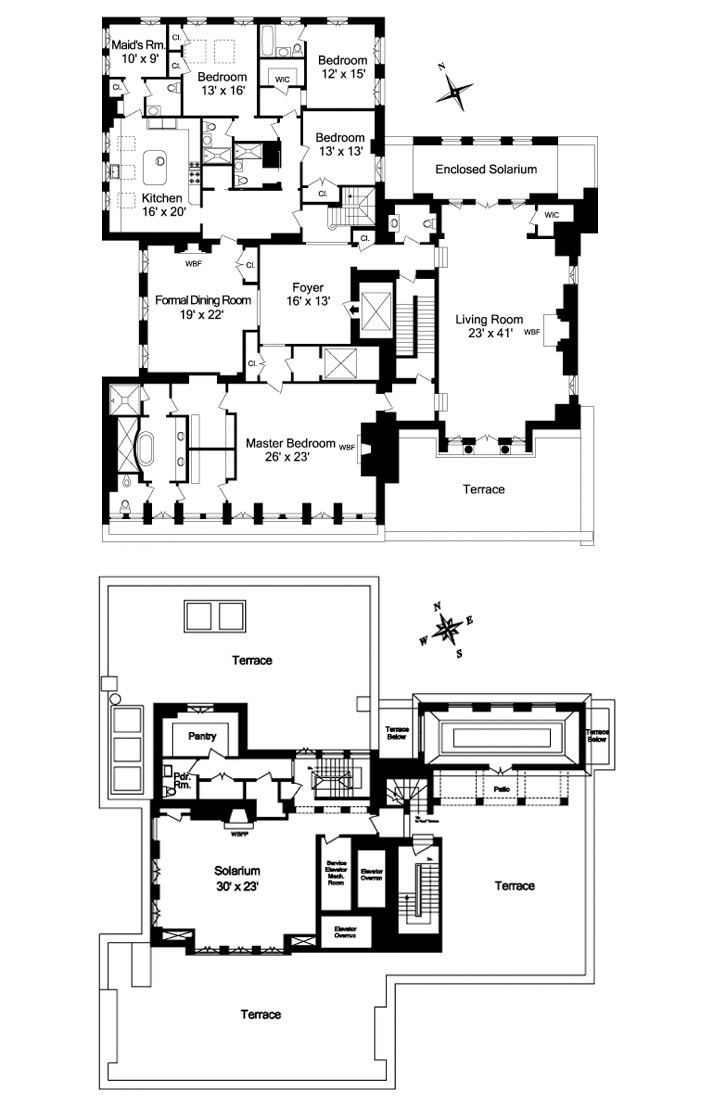 Maid's Rm.
10' x 9'
Cl.
Cl.
Cl.
Bedroom
13' x 16'
WIC
Bedroom
12' x 15'
N
Bedroom
13' x 13'
Cl.
Kitchen
16' x 20'
Enclosed Solarium
WIC
Cl.
WBF
Cl.
Formal Dining Room
19' x 22'
Foyer
16' x 13'
Living Room
23' x 41'
WBF
Cl.
Master Bedroom
26' x 23'
WBF
Terrace
N
E
W
S
Terrace
Pantry
Terrace
Below
Terrace
Below
Pdr.
Rm.
Dn.
Patio
Up
WBFP
Solarium
30' x 23'
Service
Elevator
Mech.
Room
Elevator
Overrun
Dn.
Elevator
Overrun
Terrace
Terrace